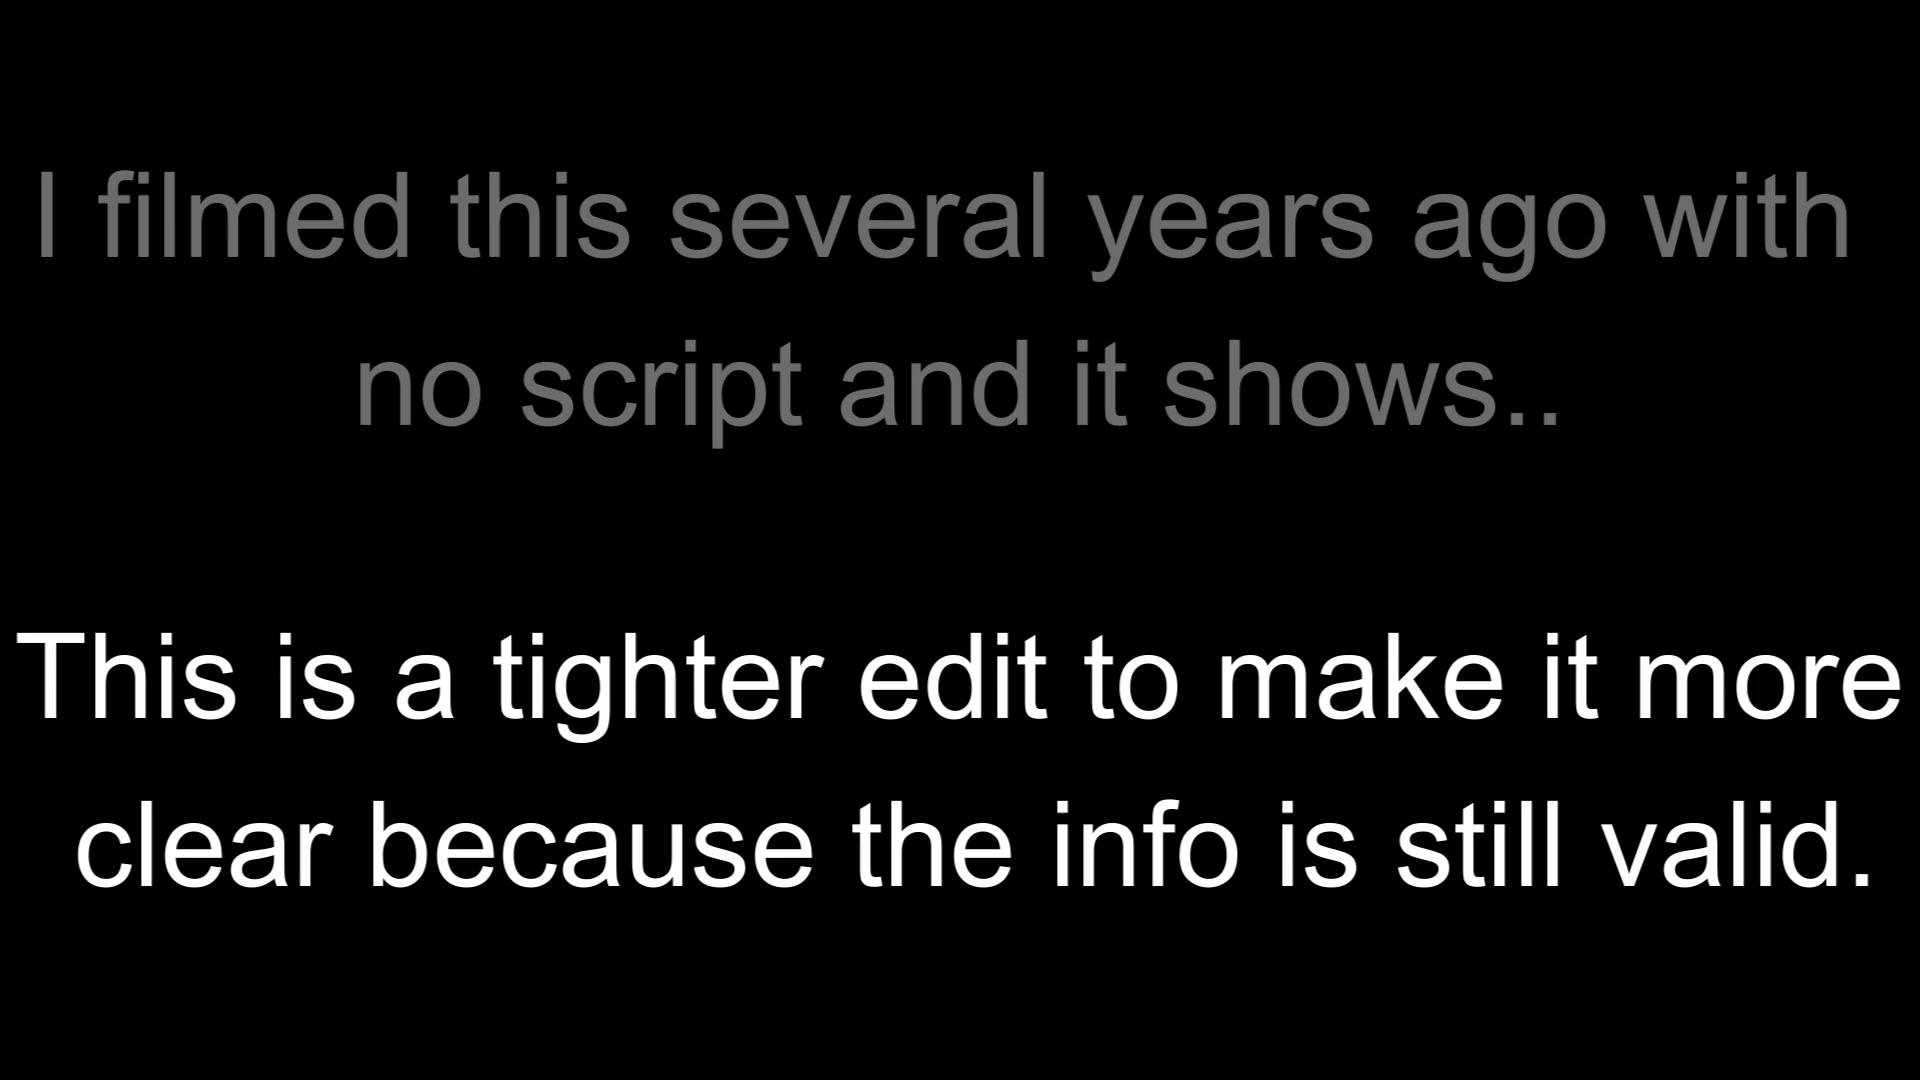 I filmed this several years ago with
no script and it shows..
This is a tighter edit to make it more
clear because the info is still valid.